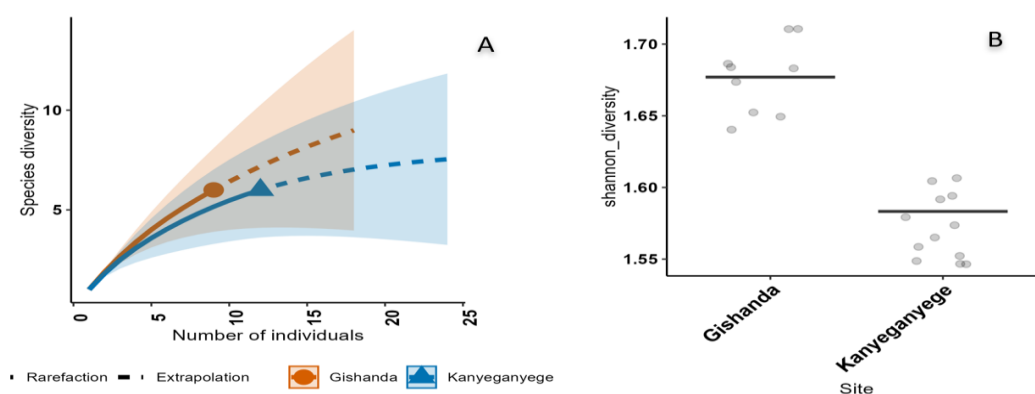 A
Species diversity
10
5
0
5
10
15
20
25
Number of individuals
Rarefaction
Extrapolation
Gishanda
Kanyeganyege
B
shannon_diversity
1.70
1.65
1.60
1.55
Gishanda
Kanyeganyege
Site